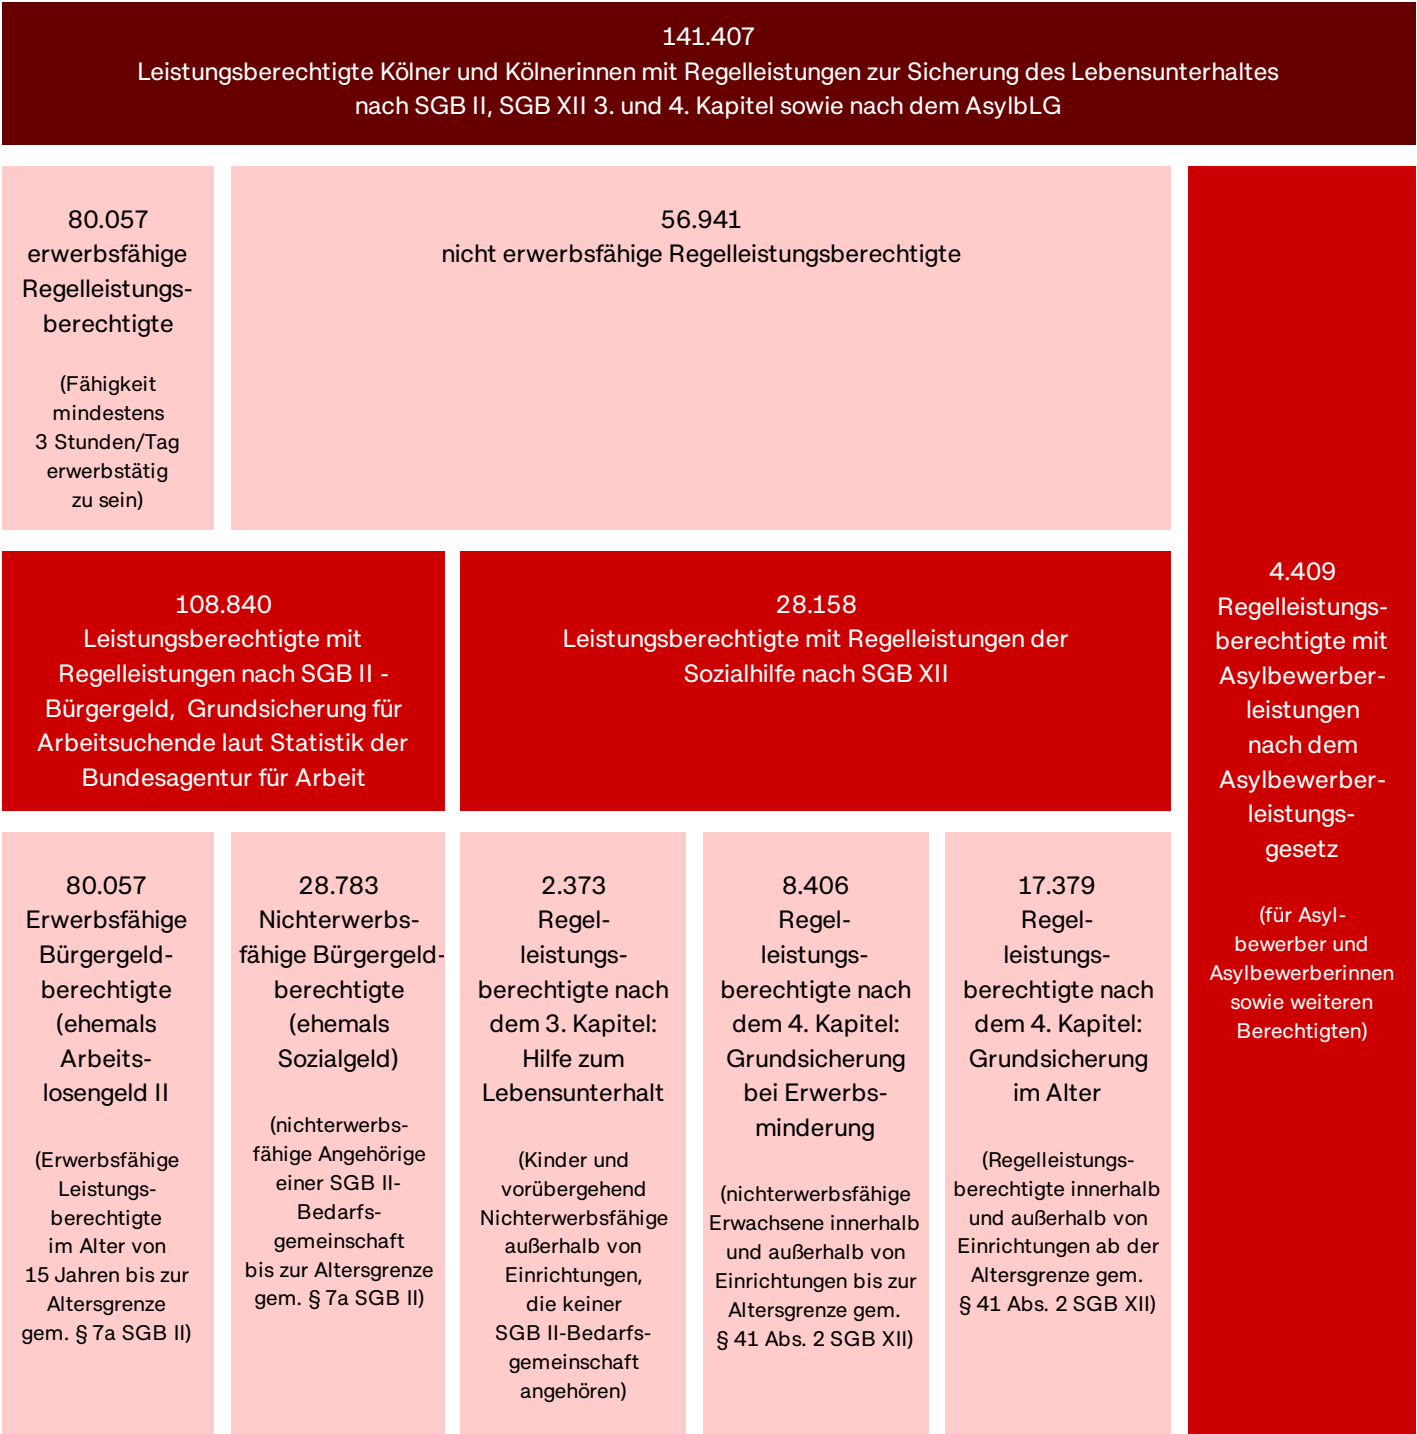 141.407
Leistungsberechtigte Kölner und Kölnerinnen mit Regelleistungen zur Sicherung des Lebensunterhaltes
nach SGB II, SGB XII 3. und 4. Kapitel sowie nach dem AsylbLG
80.057
erwerbsfähige
Regelleistungs-
berechtigte
(Fähigkeit
mindestens
3 Stunden/Tag
erwerbstätig
zu sein)
56.941
nicht erwerbsfähige Regelleistungsberechtigte
108.840
Leistungsberechtigte mit
Regelleistungen nach SGB II -
Bürgergeld, Grundsicherung für
Arbeitsuchende laut Statistik der
Bundesagentur für Arbeit
28.158
Leistungsberechtigte mit Regelleistungen der
Sozialhilfe nach SGB XII
4.409
Regelleistungs-
berechtigte mit
Asylbewerber-
leistungen
nach dem
Asylbewerber-
leistungs-
gesetz
(für Asyl-
bewerber und
Asylbewerberinnen
sowie weiteren
Berechtigten)
80.057
Erwerbsfähige
Bürgergeld-
berechtigte
(ehemals
Arbeits-
losengeld II
(Erwerbsfähige
Leistungs-
berechtigte
im Alter von
15 Jahren bis zur
Altersgrenze
gem. § 7a SGB II)
28.783
Nichterwerbs-
fähige Bürgergeld-
berechtigte
(ehemals
Sozialgeld)
(nichterwerbs-
fähige Angehörige
einer SGB II-
Bedarfs-
gemeinschaft
bis zur Altersgrenze
gem. § 7a SGB II)
2.373
Regel-
leistungs-
berechtigte nach
dem 3. Kapitel:
Hilfe zum
Lebensunterhalt
(Kinder und
vorübergehend
Nichterwerbsfähige
außerhalb von
Einrichtungen,
die keiner
SGB II-Bedarfs-
gemeinschaft
angehören)
8.406
Regel-
leistungs-
berechtigte nach
dem 4. Kapitel:
Grundsicherung
bei Erwerbs-
minderung
(nichterwerbsfähige
Erwachsene innerhalb
und außerhalb von
Einrichtungen bis zur
Altersgrenze gem.
§ 41 Abs. 2 SGB XII)
17.379
Regel-
leistungs-
berechtigte nach
dem 4. Kapitel:
Grundsicherung
im Alter
(Regelleistungs-
berechtigte innerhalb
und außerhalb von
Einrichtungen ab der
Altersgrenze gem.
§ 41 Abs. 2 SGB XII)